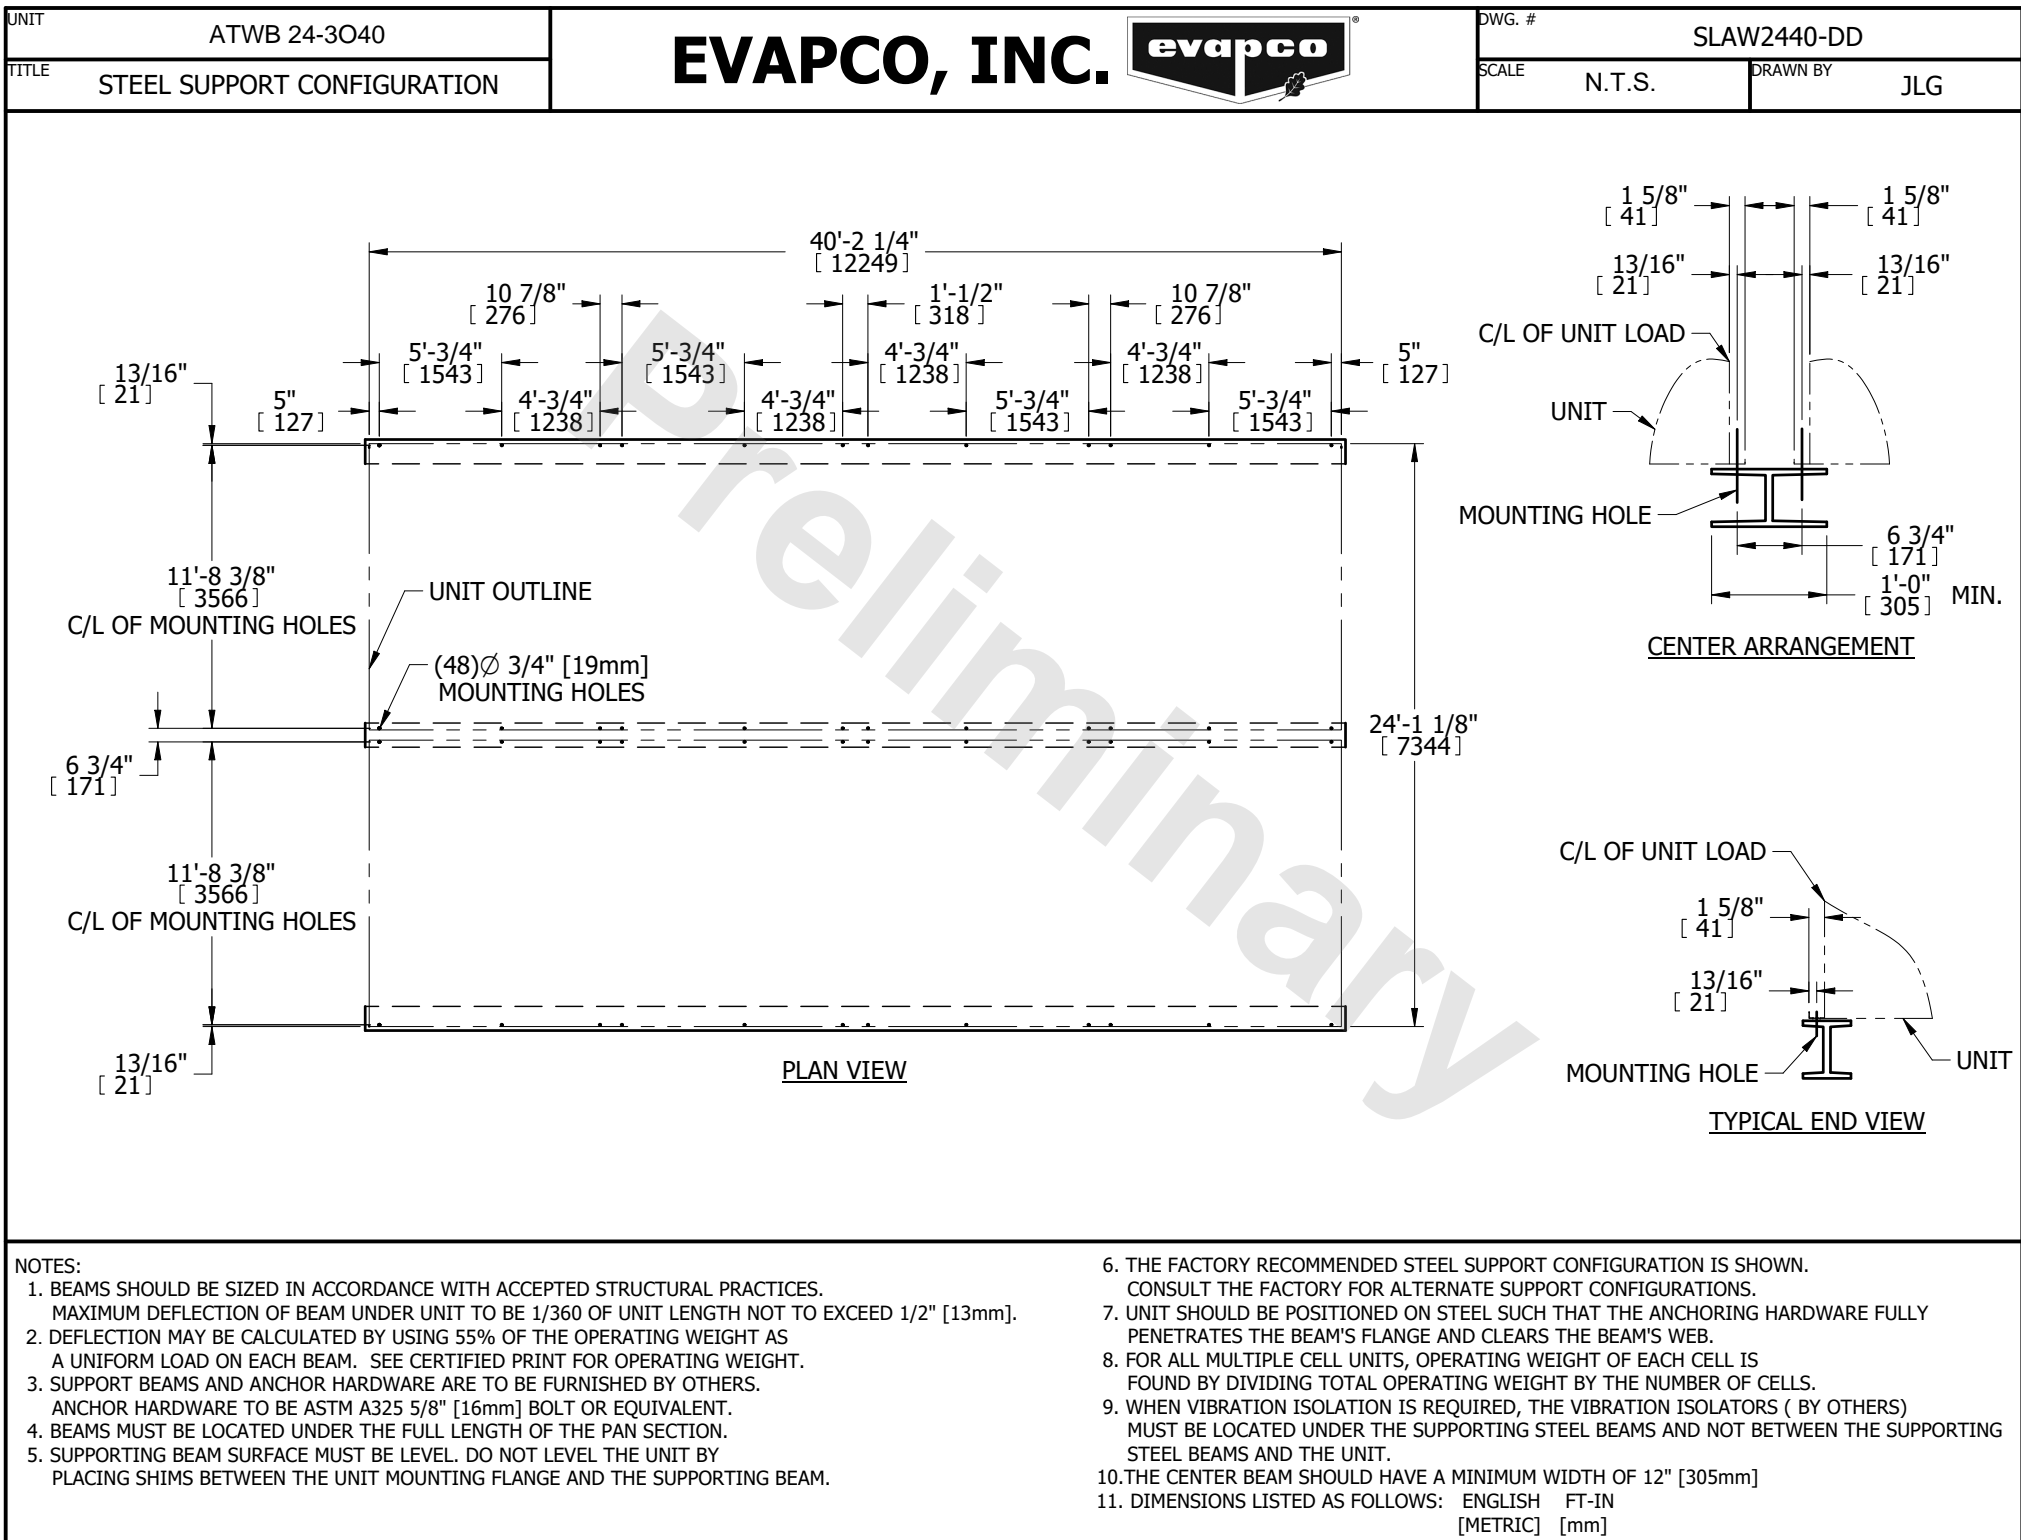 UNIT
ATWB 24-3O40
TITLE
STEEL SUPPORT CONFIGURATION
EVAPCO, INC.
evapco
®
DWG. #
SLAW2440-DD
SCALE
N.T.S.
DRAWN BY
JLG
40'-2 1/4"
[ 12249]
10 7/8"
[ 276]
1'-1/2"
[ 318 ]
10 7/8"
[ 276]
5'-3/4"
[ 1543]
5'-3/4"
[ 1543]
4'-3/4"
[ 1238]
4'-3/4"
[ 1238]
5"
[ 127]
13/16"
[ 21]
5"
[ 127]
4'-3/4"
[ 1238]
4'-3/4"
[ 1238]
5'-3/4"
[ 1543]
5'-3/4"
[ 1543]
11'-8 3/8"
[ 3566]
C/L OF MOUNTING HOLES
UNIT OUTLINE
(48)Ø 3/4" [19mm]
MOUNTING HOLES
6 3/4"
[ 171]
24'-1 1/8"
[ 7344]
11'-8 3/8"
[ 3566]
C/L OF MOUNTING HOLES
13/16"
[ 21]
PLAN VIEW
Preliminary
1 5/8"
[ 41]
1 5/8"
[ 41]
13/16"
[ 21]
13/16"
[ 21]
C/L OF UNIT LOAD
UNIT
MOUNTING HOLE
6 3/4"
[ 171]
1'-0"
[ 305] MIN.
CENTER ARRANGEMENT
C/L OF UNIT LOAD
1 5/8"
[ 41]
13/16"
[ 21]
MOUNTING HOLE
UNIT
TYPICAL END VIEW
NOTES:
1. BEAMS SHOULD BE SIZED IN ACCORDANCE WITH ACCEPTED STRUCTURAL PRACTICES.
MAXIMUM DEFLECTION OF BEAM UNDER UNIT TO BE 1/360 OF UNIT LENGTH NOT TO EXCEED 1/2" [13mm].
2. DEFLECTION MAY BE CALCULATED BY USING 55% OF THE OPERATING WEIGHT AS
A UNIFORM LOAD ON EACH BEAM. SEE CERTIFIED PRINT FOR OPERATING WEIGHT.
3. SUPPORT BEAMS AND ANCHOR HARDWARE ARE TO BE FURNISHED BY OTHERS.
ANCHOR HARDWARE TO BE ASTM A325 5/8" [16mm] BOLT OR EQUIVALENT.
4. BEAMS MUST BE LOCATED UNDER THE FULL LENGTH OF THE PAN SECTION.
5. SUPPORTING BEAM SURFACE MUST BE LEVEL. DO NOT LEVEL THE UNIT BY
PLACING SHIMS BETWEEN THE UNIT MOUNTING FLANGE AND THE SUPPORTING BEAM.
6. THE FACTORY RECOMMENDED STEEL SUPPORT CONFIGURATION IS SHOWN.
CONSULT THE FACTORY FOR ALTERNATE SUPPORT CONFIGURATIONS.
7. UNIT SHOULD BE POSITIONED ON STEEL SUCH THAT THE ANCHORING HARDWARE FULLY
PENETRATES THE BEAM'S FLANGE AND CLEARS THE BEAM'S WEB.
8. FOR ALL MULTIPLE CELL UNITS, OPERATING WEIGHT OF EACH CELL IS
FOUND BY DIVIDING TOTAL OPERATING WEIGHT BY THE NUMBER OF CELLS.
9. WHEN VIBRATION ISOLATION IS REQUIRED, THE VIBRATION ISOLATORS ( BY OTHERS)
MUST BE LOCATED UNDER THE SUPPORTING STEEL BEAMS AND NOT BETWEEN THE SUPPORTING
STEEL BEAMS AND THE UNIT.
10.THE CENTER BEAM SHOULD HAVE A MINIMUM WIDTH OF 12" [305mm]
11. DIMENSIONS LISTED AS FOLLOWS: ENGLISH FT-IN
[METRIC] [mm]